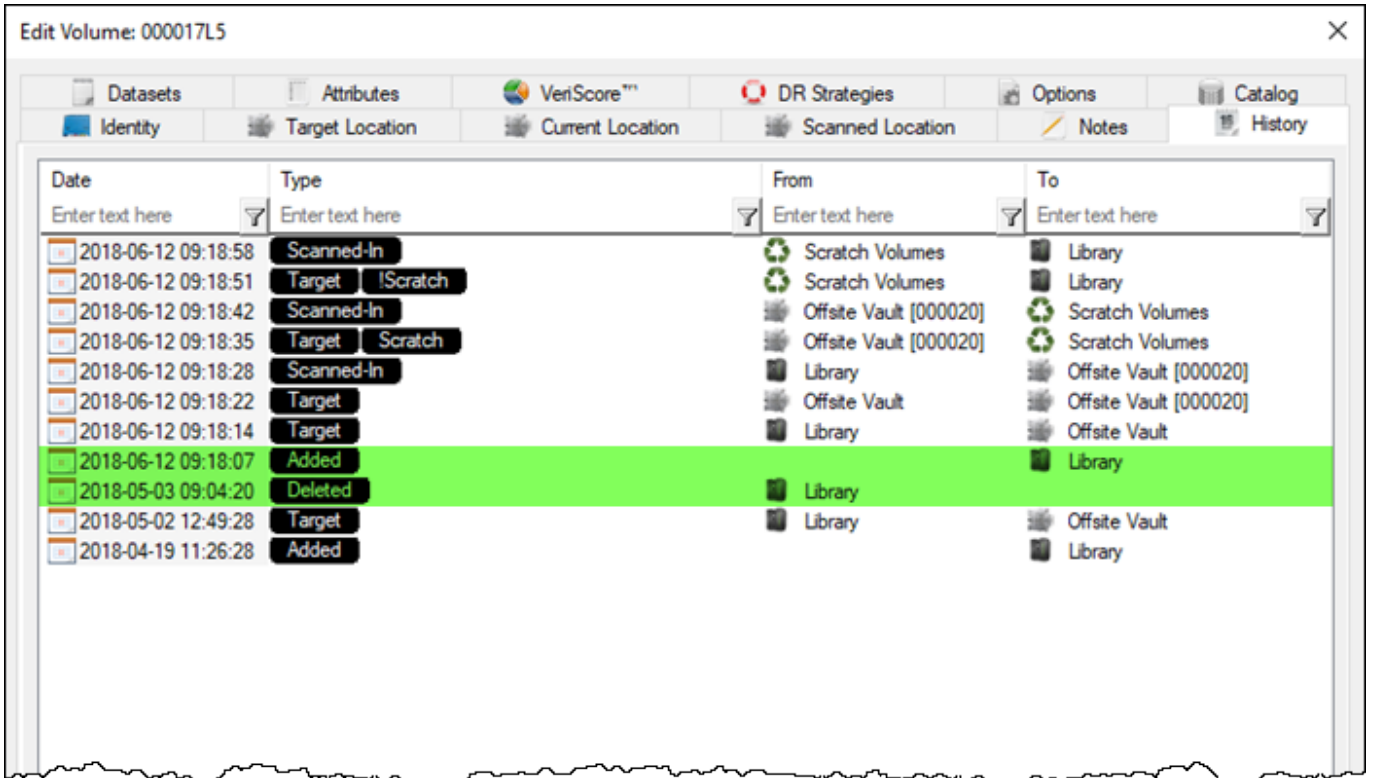 Edit Volume: 000017L5
Datasets Attributes VeriScore™ DR Strategies Options Catalog
Identity Target Location Current Location Scanned Location Notes History
Date Type From To
Enter text here Enter text here Enter text here Enter text here
2018-06-12 09:18:58 Scanned-In Scratch Volumes Library
2018-06-12 09:18:51 Target !Scratch Scratch Volumes Library
2018-06-12 09:18:42 Scanned-In Offsite Vault [000020] Scratch Volumes
2018-06-12 09:18:35 Target Scratch Offsite Vault [000020] Scratch Volumes
2018-06-12 09:18:28 Scanned-In Library Offsite Vault [000020]
2018-06-12 09:18:22 Target Offsite Vault Offsite Vault [000020]
2018-06-12 09:18:14 Target Library Offsite Vault
2018-06-12 09:18:07 Added Library
2018-05-03 09:04:20 Deleted Library
2018-05-02 12:49:28 Target Library Offsite Vault
2018-04-19 11:26:28 Added Library